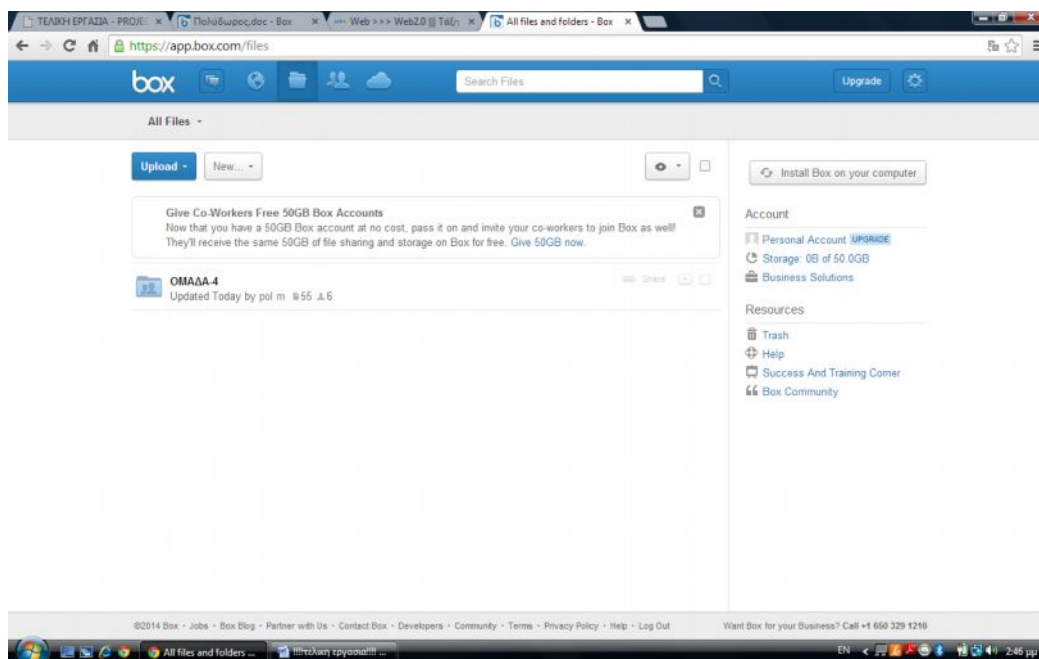 ΤΕΛΙΚΗ ΕΡΓΑΣΙΑ - PROJE
Πολύδωρος.doc - Box
Web >>> Web2.0 || Τάξη
All files and folders - Box
https://app.box.com/files
box
Search Files
Upgrade
All Files
Upload
New...
Install Box on your computer
Give Co-Workers Free 50GB Box Accounts
Now that you have a 50GB Box account at no cost, pass it on and invite your co-workers to join Box as well!
They'll receive the same 50GB of file sharing and storage on Box for free. Give 50GB now.
ΟΜΑΔΑ-4
Updated Today by pol m 55 6
Share
Account
Personal Account UPGRADE
Storage: 0B of 50.0GB
Business Solutions
Resources
Trash
Help
Success And Training Corner
Box Community
©2014 Box · Jobs · Box Blog · Partner with Us · Contact Box · Developers · Community · Terms · Privacy Policy · Help · Log Out
Want Box for your Business? Call +1 650 329 1210
All files and folders ...
!!!!τελικη εργασια!!!! ...
EN
2:46 μμ